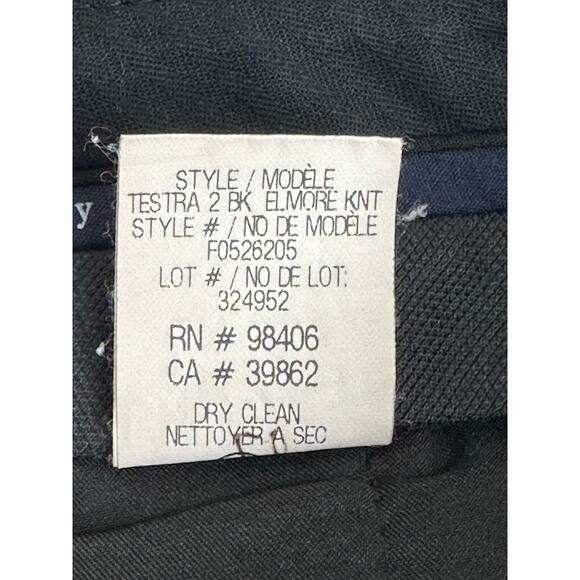 STYLE / MODÈLE
TESTRA 2 BK ELMORE KNT
STYLE # / NO DE MODÈLE
F0526205
LOT # / NO DE LOT:
324952
RN # 98406
CA # 39862
DRY CLEAN
NETTOYER A SEC
y